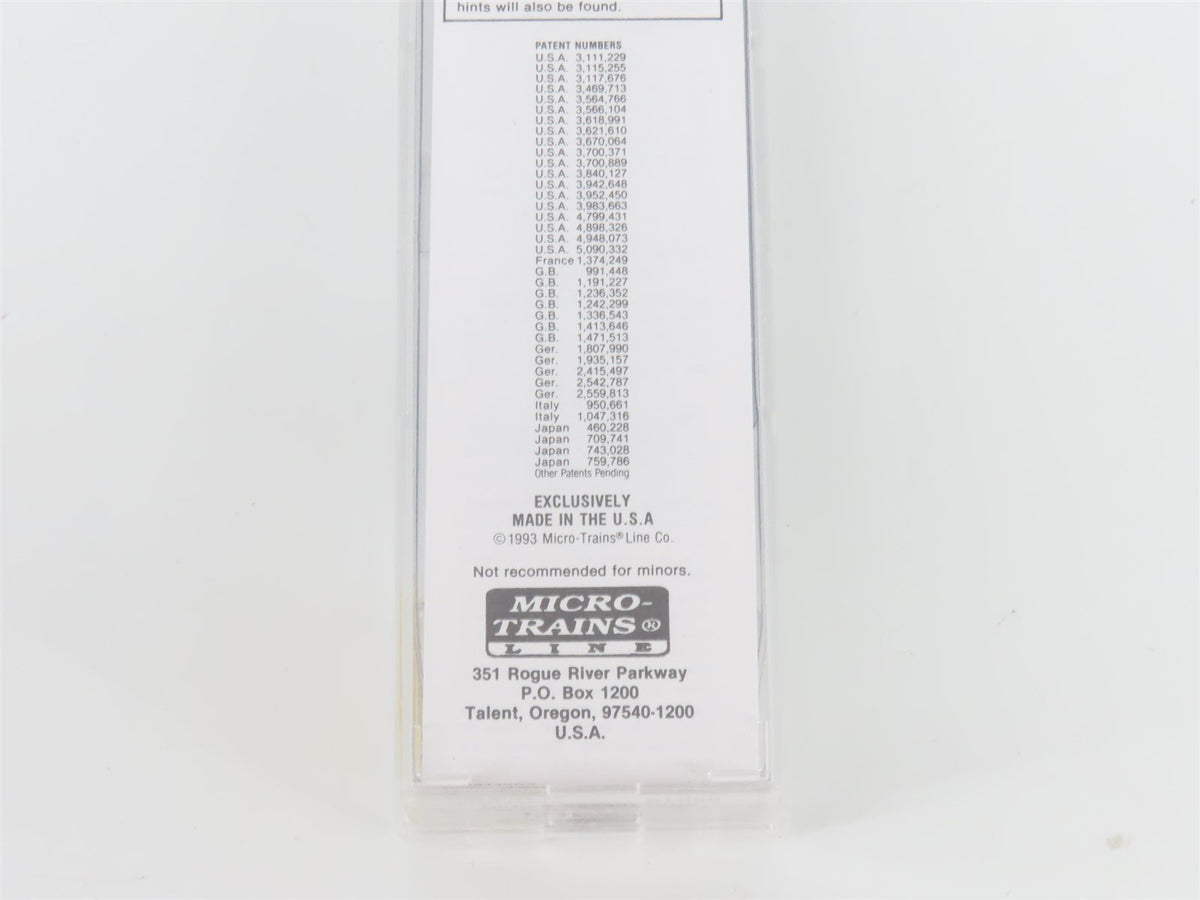 hints will also be found.
PATENT NUMBERS
U.S.A. 3,111,229
U.S.A. 3,115,255
U.S.A. 3,117,676
U.S.A. 3,469,713
U.S.A. 3,564,766
U.S.A. 3,566,104
U.S.A. 3,618,991
U.S.A. 3,621,610
U.S.A. 3,670,064
U.S.A. 3,700,371
U.S.A. 3,700,889
U.S.A. 3,840,127
U.S.A. 3,942,648
U.S.A. 3,952,450
U.S.A. 3,983,663
U.S.A. 4,799,431
U.S.A. 4,898,326
U.S.A. 4,948,073
U.S.A. 5,090,332
France 1,374,249
G.B. 991,448
G.B. 1,191,227
G.B. 1,236,352
G.B. 1,242,299
G.B. 1,336,543
G.B. 1,413,646
G.B. 1,471,513
Ger. 1,807,990
Ger. 1,935,157
Ger. 2,415,497
Ger. 2,542,787
Ger. 2,559,813
Italy 950,661
Italy 1,047,316
Japan 460,228
Japan 709,741
Japan 743,028
Japan 759,786
Other Patents Pending
EXCLUSIVELY
MADE IN THE U.S.A
©1993 Micro-Trains® Line Co.
Not recommended for minors.
MICRO-
TRAINS®
LINE
351 Rogue River Parkway
P.O. Box 1200
Talent, Oregon, 97540-1200
U.S.A.